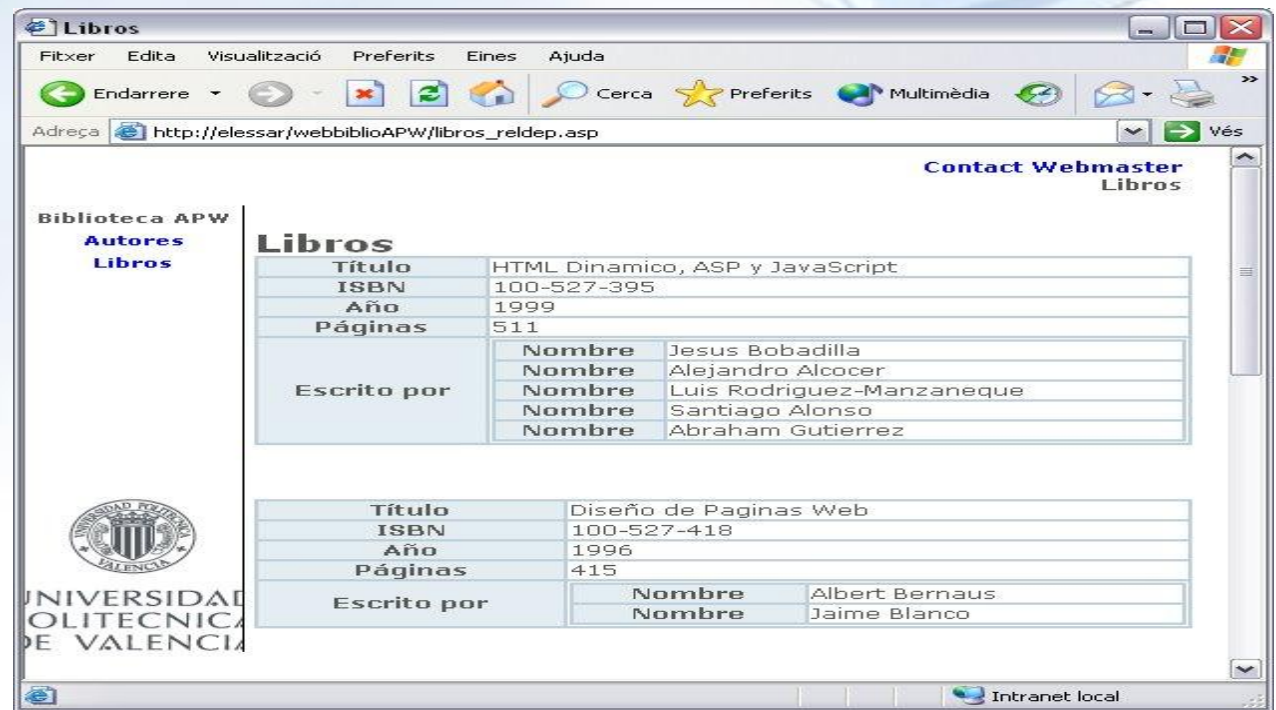 Libros
Fitxer Edita Visualització Preferits Eines Ajuda
Endarrere Cerca Preferits Multimèdia
Adreça http://elessar/webbiblioAPW/libros_reldep.asp Vés
Contact Webmaster
Libros
Biblioteca APW
Autores
Libros
Libros
Título HTML Dinamico, ASP y JavaScript
ISBN 100-527-395
Año 1999
Páginas 511
Escrito por
Nombre Jesus Bobadilla
Nombre Alejandro Alcocer
Nombre Luis Rodriguez-Manzaneque
Nombre Santiago Alonso
Nombre Abraham Gutierrez
Título Diseño de Paginas Web
ISBN 100-527-418
Año 1996
Páginas 415
Escrito por
Nombre Albert Bernaus
Nombre Jaime Blanco
VALENCIA
Intranet local